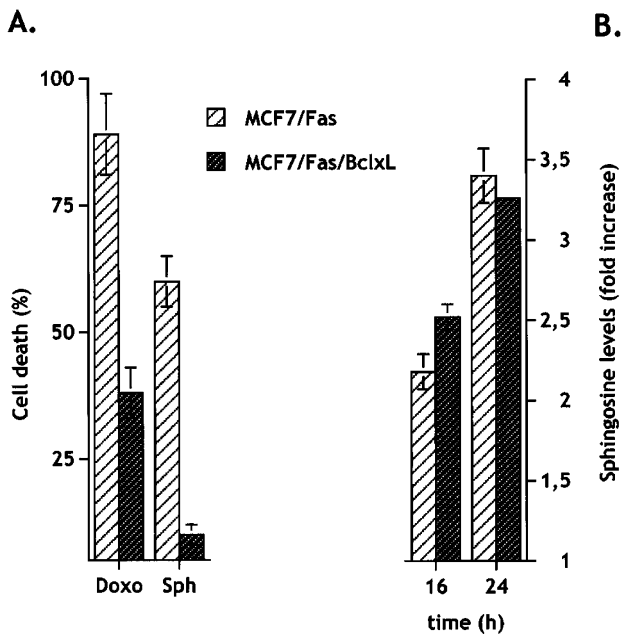 A.
B.
100
75
50
25
Cell death (%)
Doxo
Sph
MCF7/Fas
MCF7/Fas/BclxL
4
3,5
3
2,5
2
1,5
1
Sphingosine levels (fold increase)
16
24
time (h)